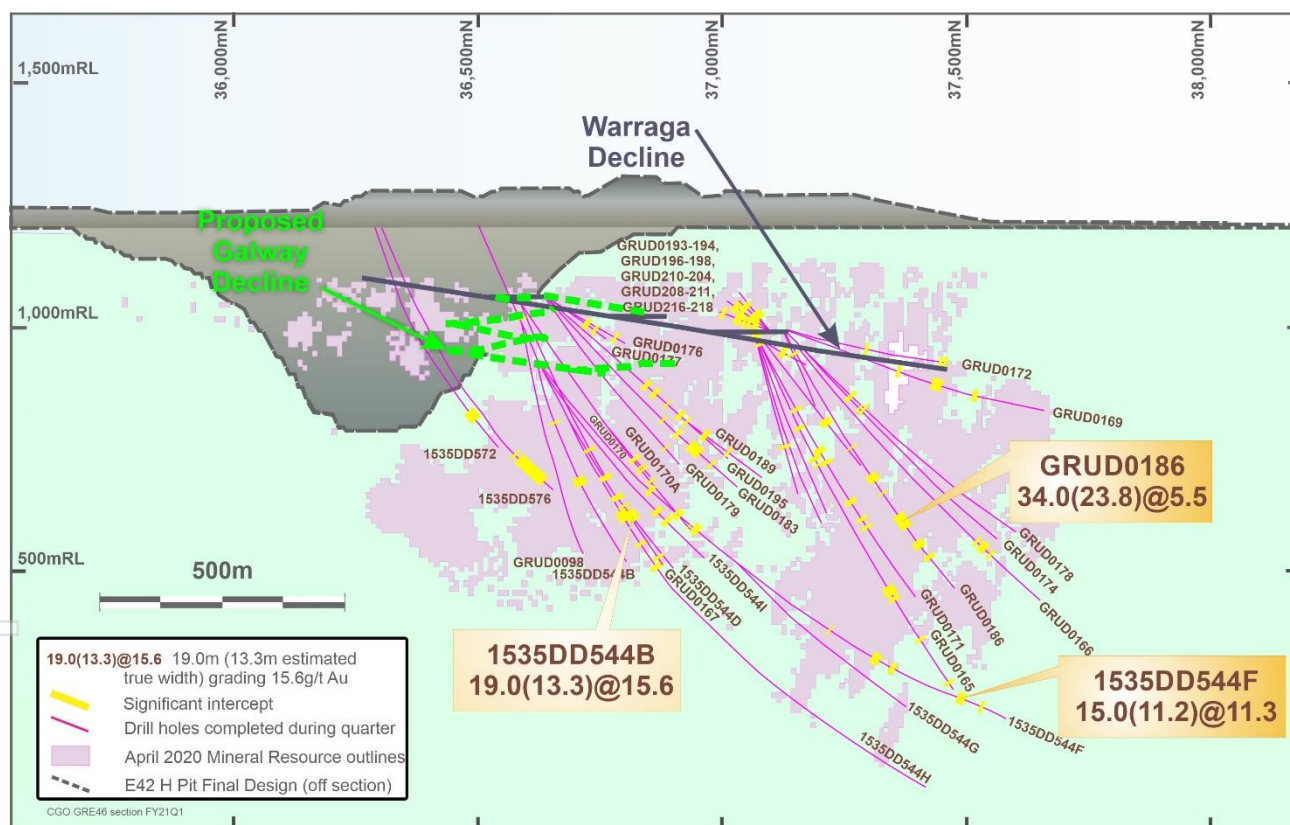 36,000mN
36,500mN
37,000mN
37,500mN
38,000mN
1,500mRL
Warraga
Decline
Proposed
Galway
Decline
GRUD0193-194,
GRUD196-198,
GRUD210-204,
GRUD208-211,
GRUD216-218
1,000mRL
GRUD0176
GRUD0177
GRUD0172
GRUD0169
GRUD0170
GRUD0170A
GRUD0189
GRUD0195
GRUD0183
GRUD0179
GRUD0186
34.0(23.8)@5.5
1535DD572
1535DD576
GRUD0178
GRUD0174
GRUD0166
500mRL
500m
GRUD0098
1535DD544B
1535DD544I
1535DD544D
GRUD0167
GRUD0186
GRUD0171
GRUD0165
1535DD544B
19.0(13.3)@15.6
1535DD544F
15.0(11.2)@11.3
1535DD544F
1535DD544G
1535DD544H
19.0(13.3)@15.6 19.0m (13.3m estimated
true width) grading 15.6g/t Au
Significant intercept
Drill holes completed during quarter
April 2020 Mineral Resource outlines
E42 H Pit Final Design (off section)
CGO GRE46 section FY21Q1